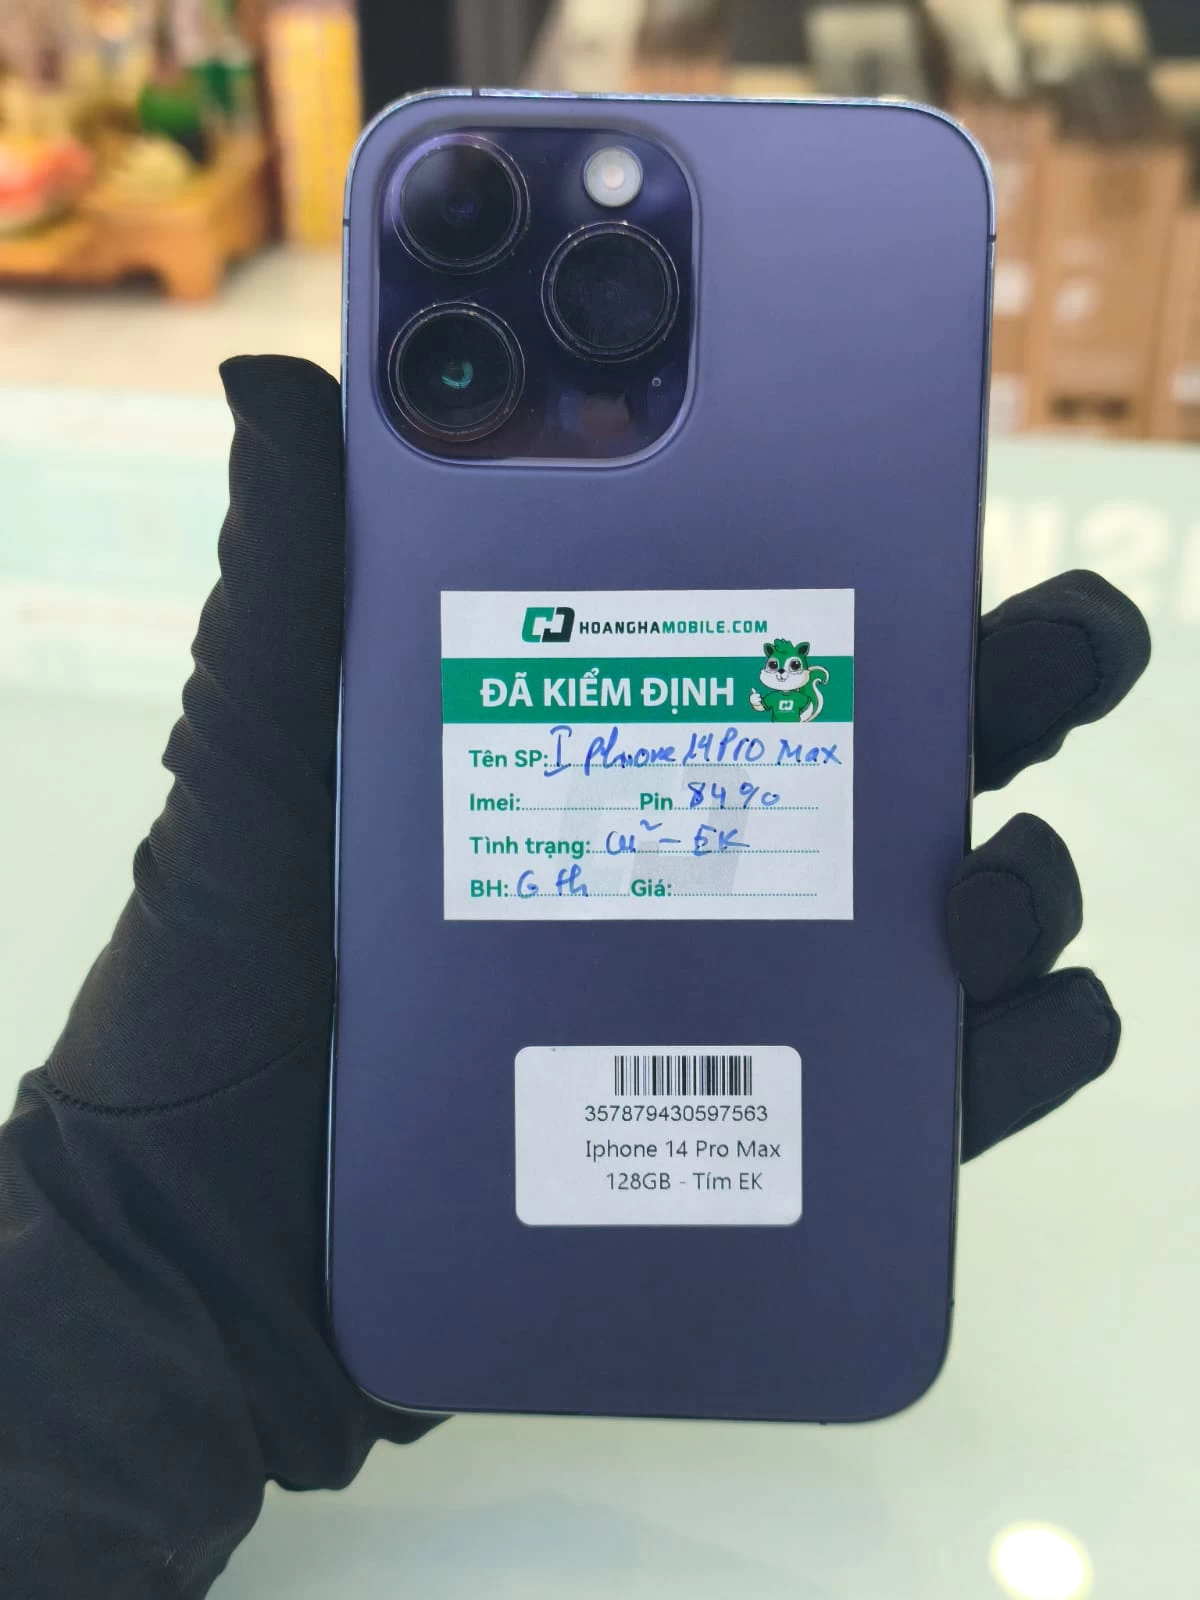 HOANGHAMOBILE.COM
ĐÃ KIỂM ĐỊNH
Tên SP: I phone 14 Pro Max
Imei: Pin 84%
Tình trạng: cũ - EK
BH: 6 th Giá:
357879430597563
Iphone 14 Pro Max
128GB - Tím EK